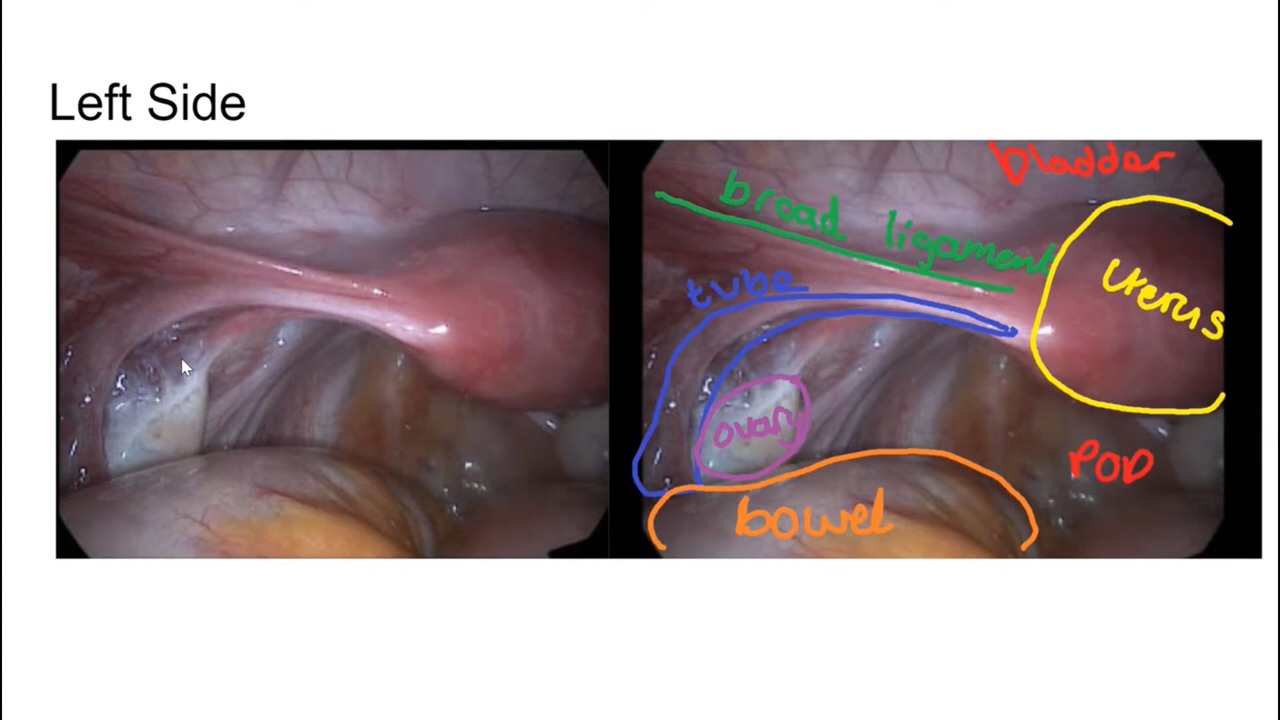 Left Side
bladder
broad ligament
tube
uterus
ovary
POD
bowel